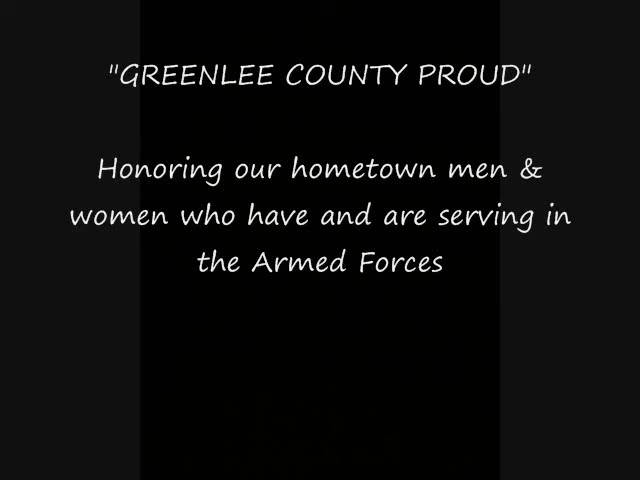 "GREENLEE COUNTY PROUD"
Honoring our hometown men &
women who have and are serving in
the Armed Forces